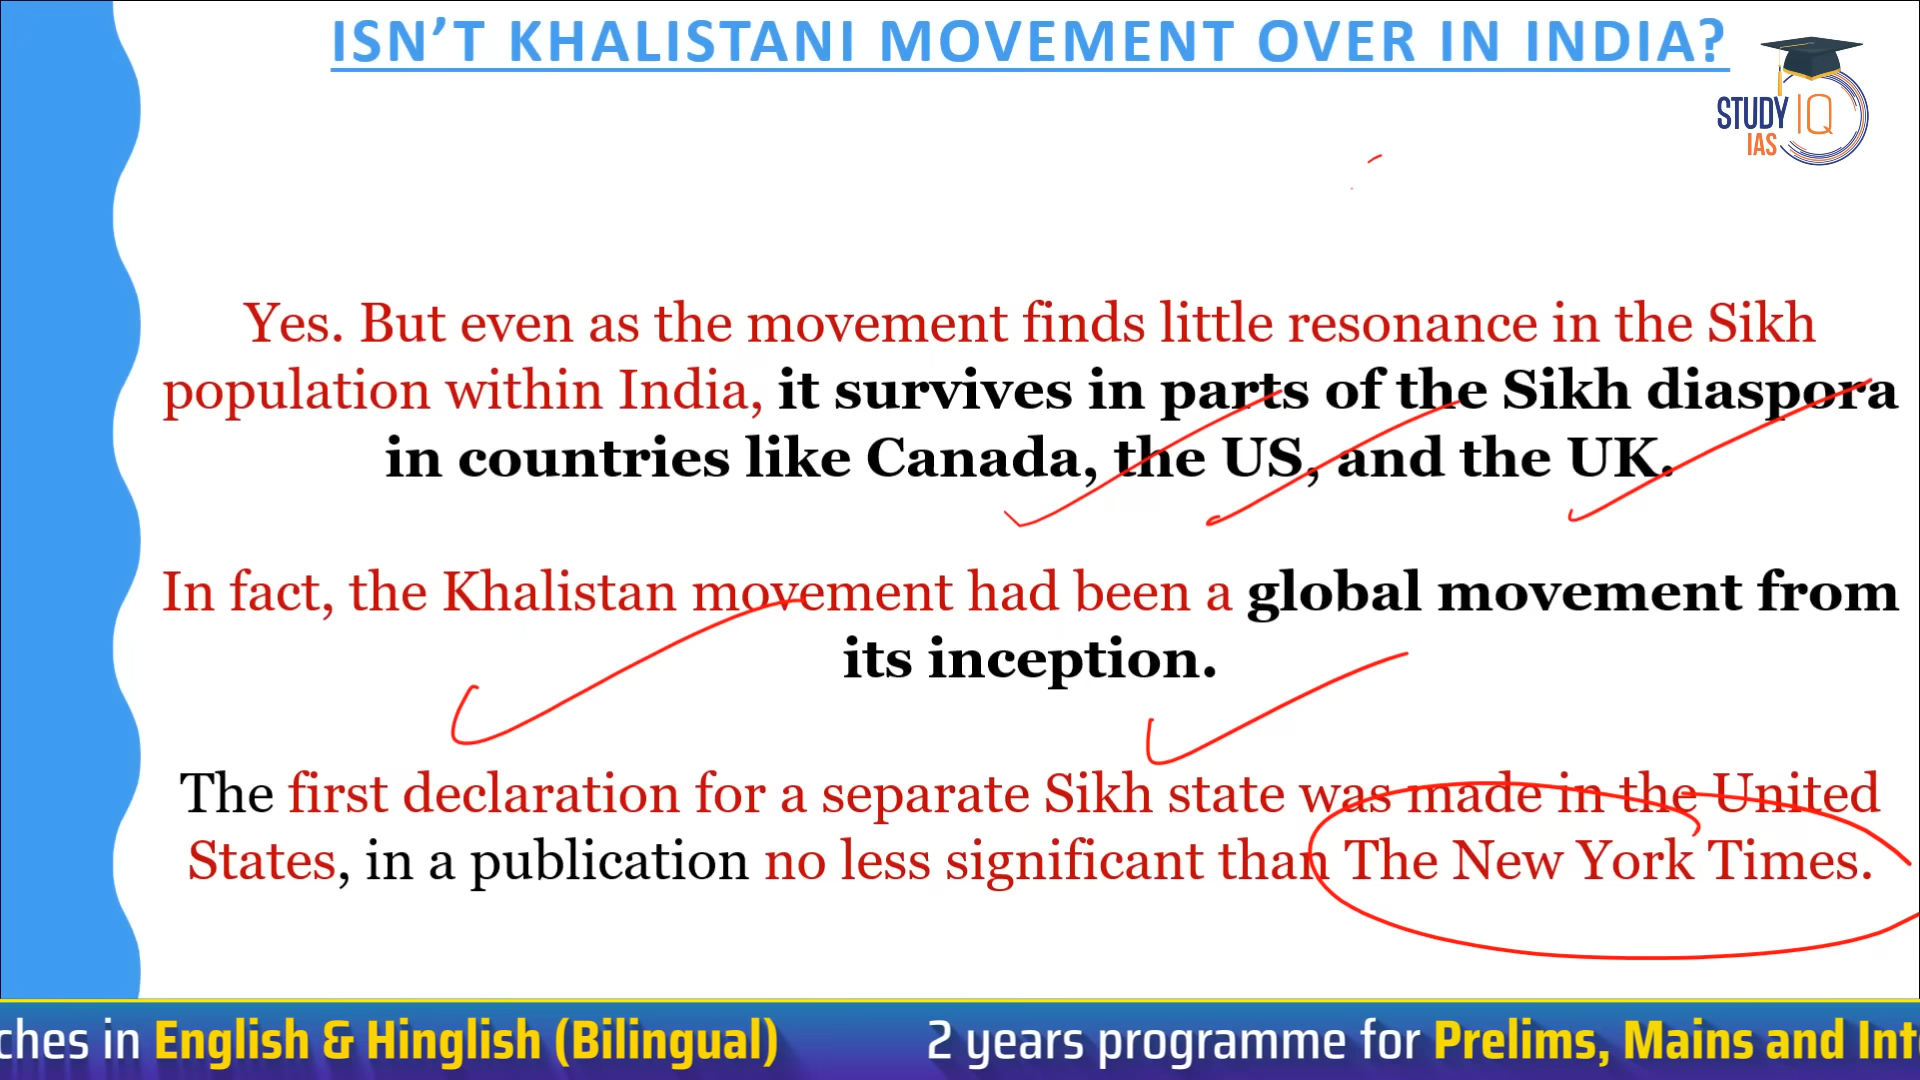 ISN’T KHALISTANI MOVEMENT OVER IN INDIA?
STUDY IQ
IAS
Yes. But even as the movement finds little resonance in the Sikh
population within India, it survives in parts of the Sikh diaspora
in countries like Canada, the US, and the UK.
In fact, the Khalistan movement had been a global movement from
its inception.
The first declaration for a separate Sikh state was made in the United
States, in a publication no less significant than The New York Times.
ches in English & Hinglish (Bilingual) 2 years programme for Prelims, Mains and Int